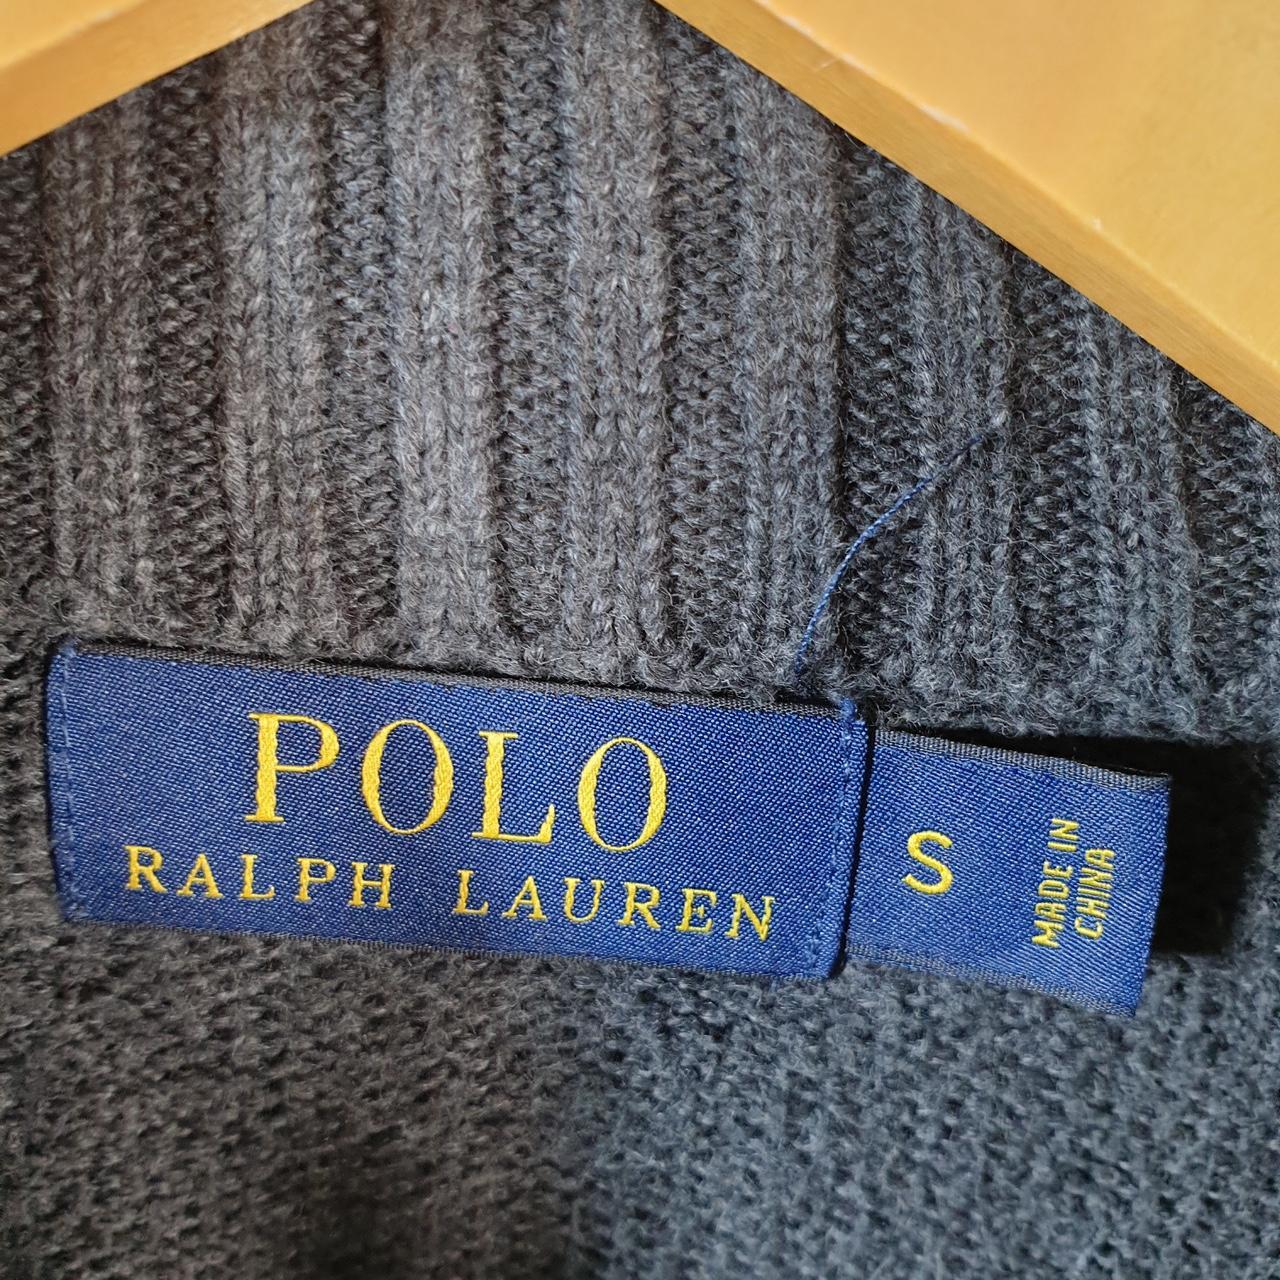 POLO
RALPH LAUREN
S
MADE IN
CHINA